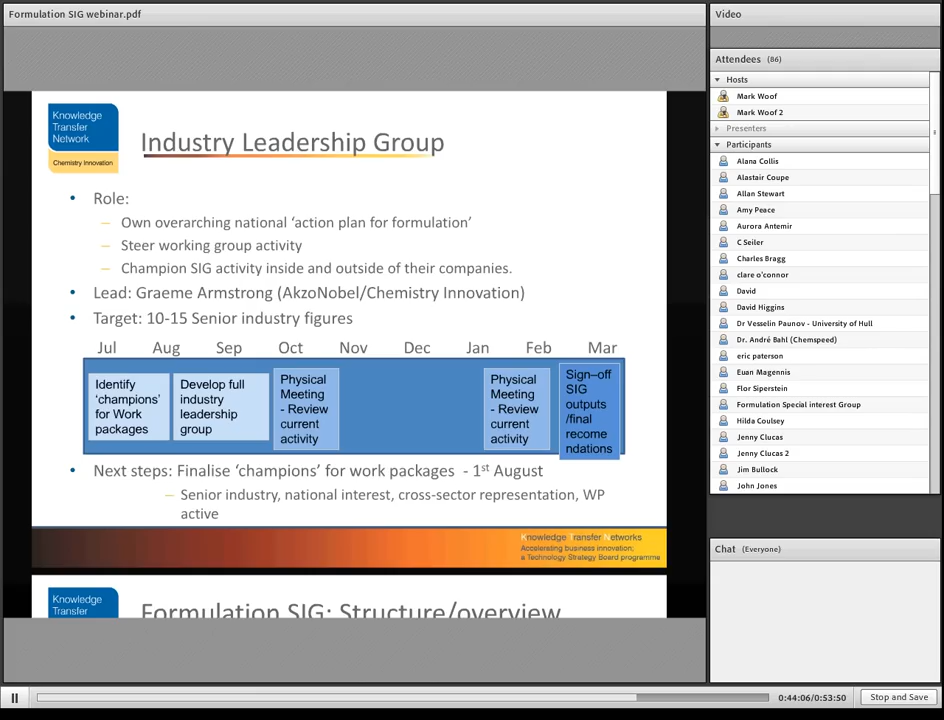 Formulation SIG webinar.pdf
Knowledge
Transfer
Network
Chemistry Innovation
Industry Leadership Group
• Role:
– Own overarching national ‘action plan for formulation’
– Steer working group activity
– Champion SIG activity inside and outside of their companies.
• Lead: Graeme Armstrong (AkzoNobel/Chemistry Innovation)
• Target: 10-15 Senior industry figures
Jul Aug Sep Oct Nov Dec Jan Feb Mar
Identify
‘champions’
for Work
packages
Develop full
industry
leadership
group
Physical
Meeting
- Review
current
activity
Physical
Meeting
- Review
current
activity
Sign–off
SIG
outputs
/final
recome
ndations
• Next steps: Finalise ‘champions’ for work packages - 1st August
– Senior industry, national interest, cross-sector representation, WP
active
Knowledge Transfer Networks
Accelerating business innovation;
a Technology Strategy Board programme
Knowledge
Transfer
Formulation SIG: Structure/overview
Video
Attendees (86)
Hosts
Mark Woof
Mark Woof 2
Presenters
Participants
Alana Collis
Alastair Coupe
Allan Stewart
Amy Peace
Aurora Antemir
C Seiler
Charles Bragg
clare o'connor
David
David Higgins
Dr Vesselin Paunov - University of Hull
Dr. André Bahl (Chemspeed)
eric paterson
Euan Magennis
Flor Siperstein
Formulation Special interest Group
Hilda Coulsey
Jenny Clucas
Jenny Clucas 2
Jim Bullock
John Jones
Chat (Everyone)
0:44:06/0:53:50
Stop and Save